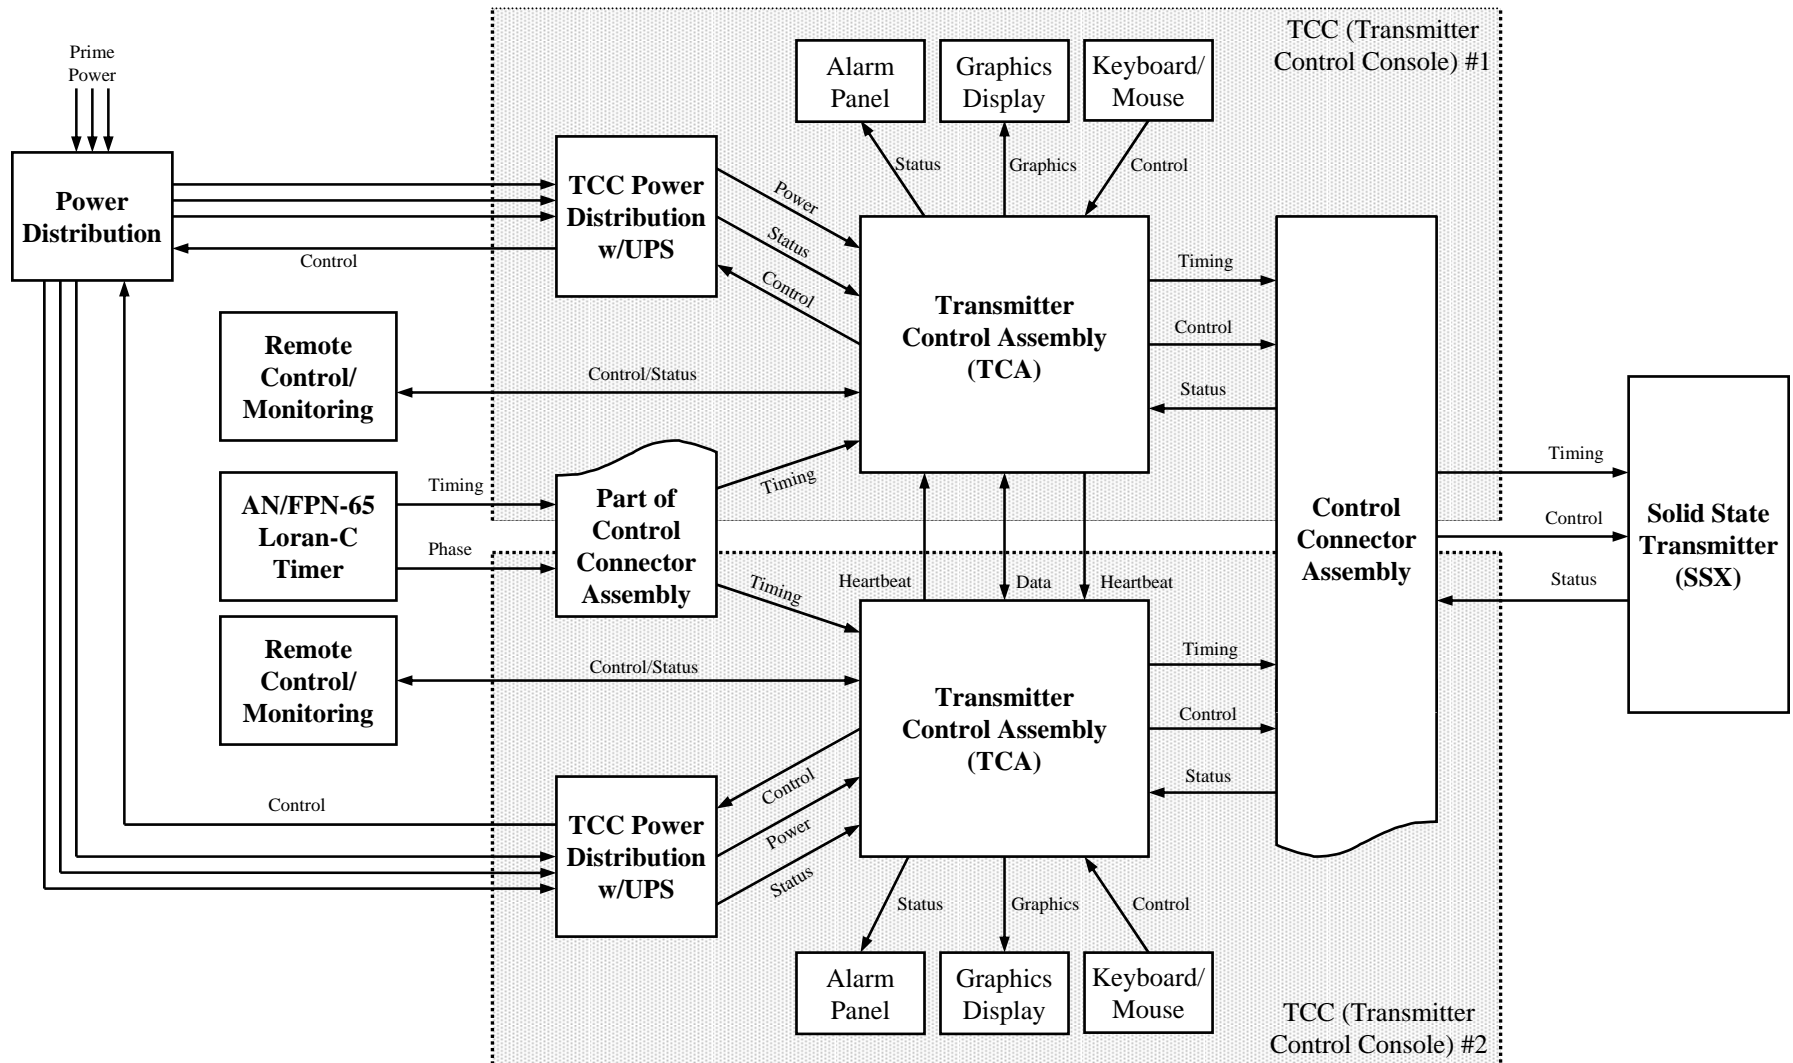 TCC (Transmitter
Control Console) #1
Prime
Power
Alarm
Panel
Graphics
Display
Keyboard/
Mouse
Status
Graphics
Control
Power
Distribution
TCC Power
Distribution
w/UPS
Power
Status
Control
Control
Transmitter
Control Assembly
(TCA)
Timing
Control
Status
Remote
Control/
Monitoring
Control/Status
AN/FPN-65
Loran-C
Timer
Timing
Phase
Part of
Control
Connector
Assembly
Timing
Timing
Heartbeat
Data
Heartbeat
Control
Connector
Assembly
Timing
Control
Status
Solid State
Transmitter
(SSX)
Remote
Control/
Monitoring
Control/Status
Transmitter
Control Assembly
(TCA)
Timing
Control
Status
Control
TCC Power
Distribution
w/UPS
Control
Power
Status
Status
Graphics
Control
Alarm
Panel
Graphics
Display
Keyboard/
Mouse
TCC (Transmitter
Control Console) #2